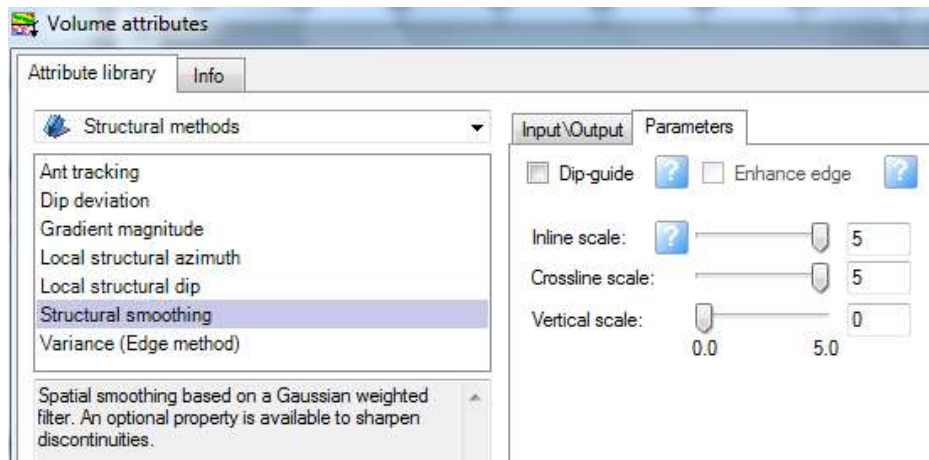 Volume attributes
Attribute library
Info
Structural methods
Ant tracking
Dip deviation
Gradient magnitude
Local structural azimuth
Local structural dip
Structural smoothing
Variance (Edge method)
Spatial smoothing based on a Gaussian weighted
filter. An optional property is available to sharpen
discontinuities.
Input\Output
Parameters
Dip-guide ? Enhance edge ?
Inline scale: ? 5
Crossline scale: 5
Vertical scale: 0
0.0 5.0